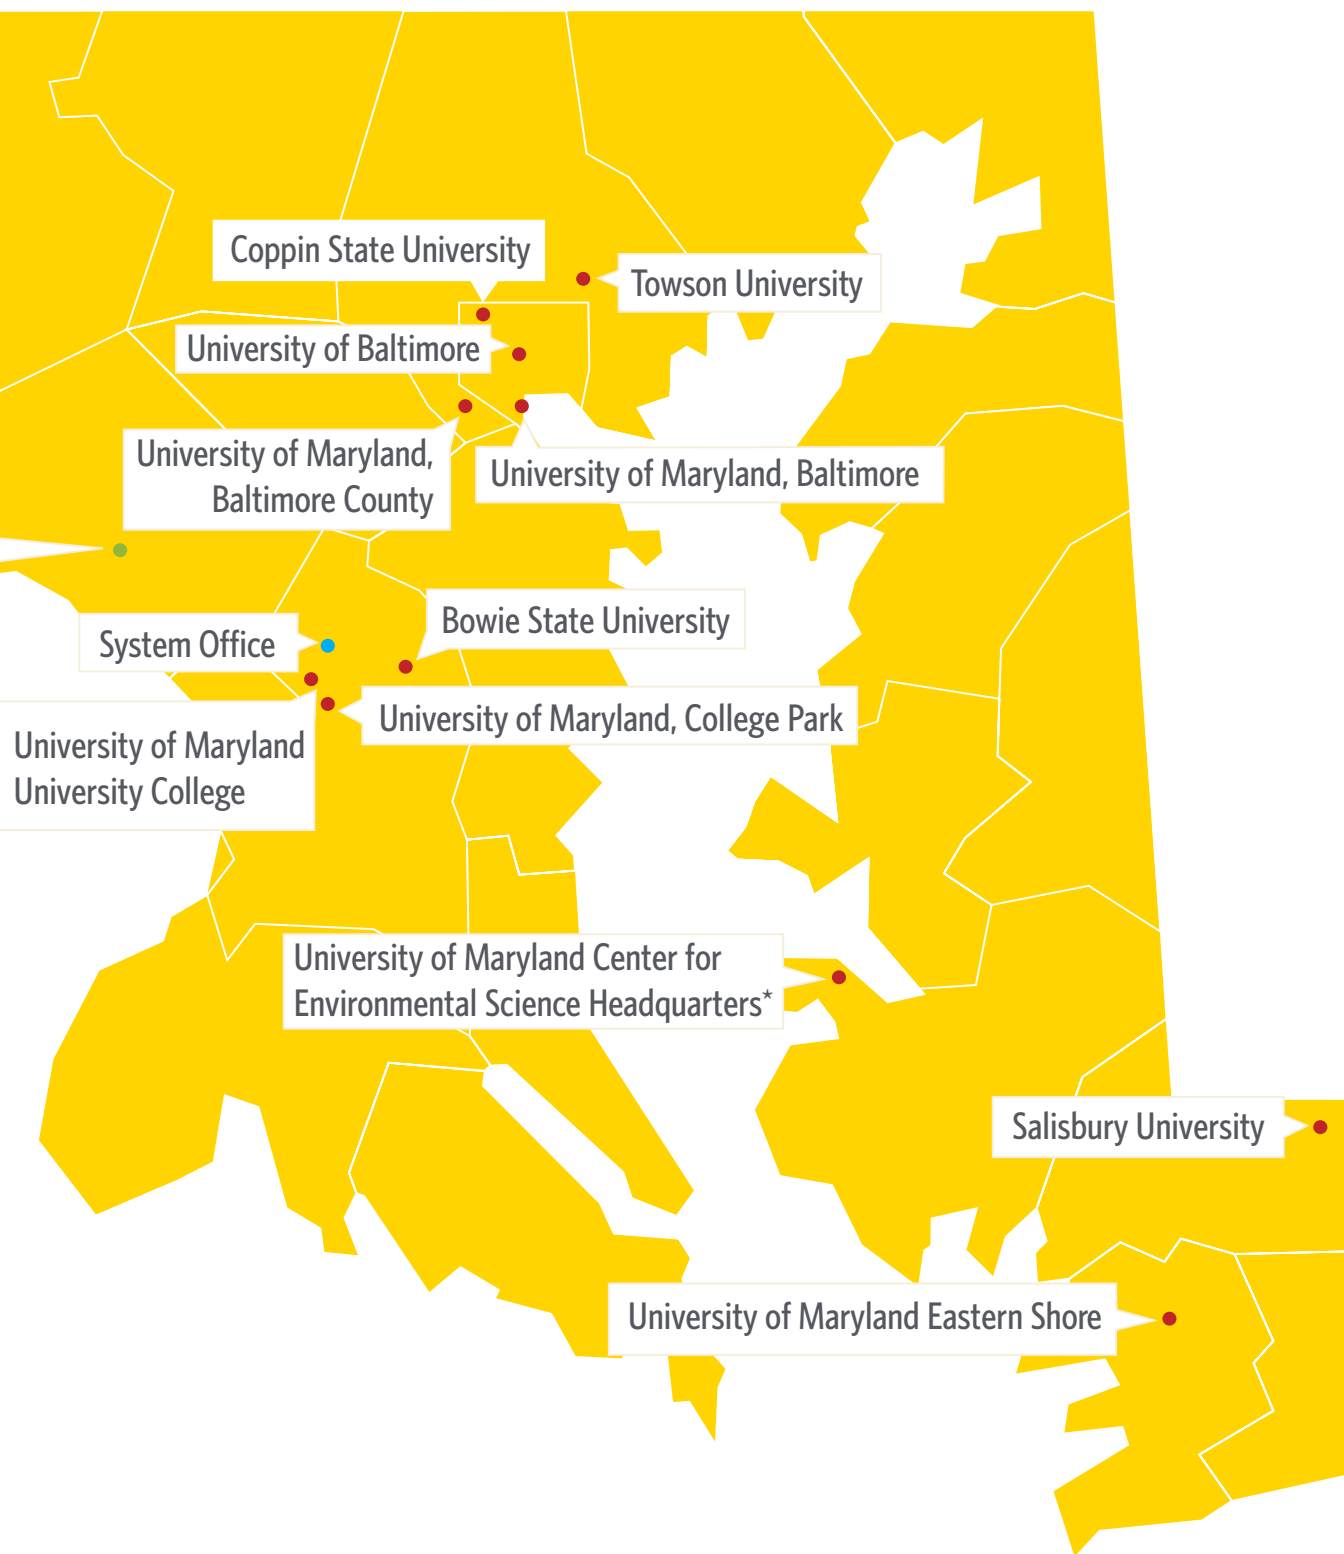 Coppin State University
Towson University
University of Baltimore
University of Maryland,
Baltimore County
University of Maryland, Baltimore
Bowie State University
System Office
University of Maryland, College Park
University of Maryland
University College
University of Maryland Center for
Environmental Science Headquarters*
Salisbury University
University of Maryland Eastern Shore